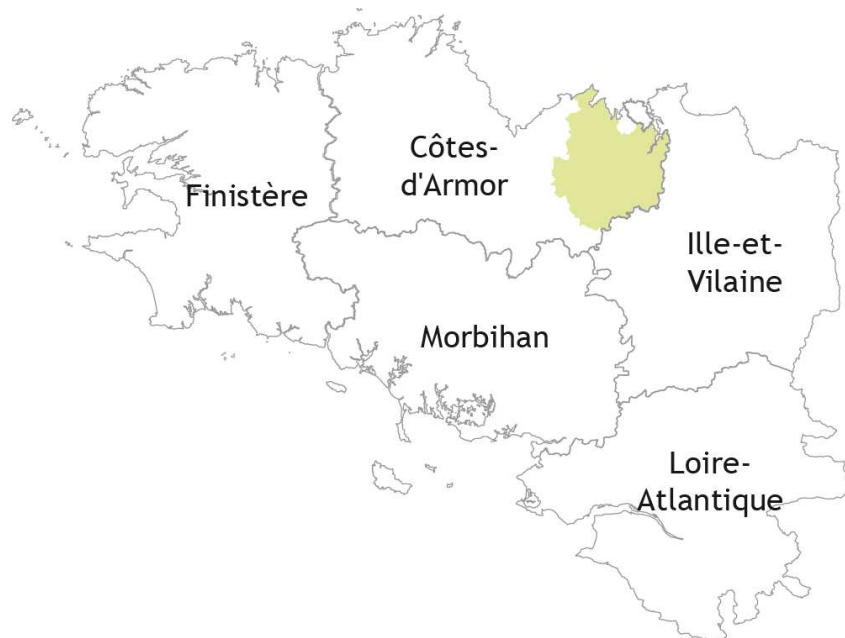 Côtes-
d'Armor
Finistère
Ille-et-
Vilaine
Morbihan
Loire-
Atlantique